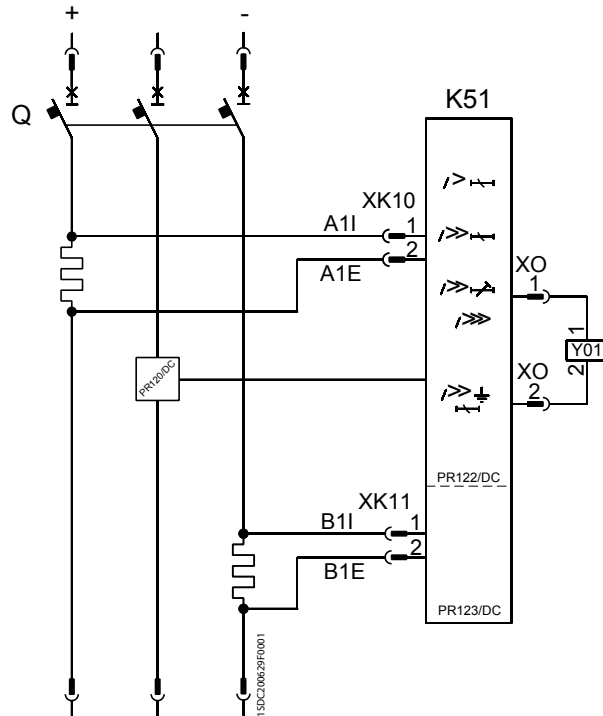 + -
Q
K51
/>
XK10
A1I 1
/>>
2
A1E
XO
1
/>>
/>>>
1
Y01
2
PR120/DC
XO
2
/>>
PR122/DC
XK11
B1I 1
2
B1E
PR123/DC
1SDC200629F0001